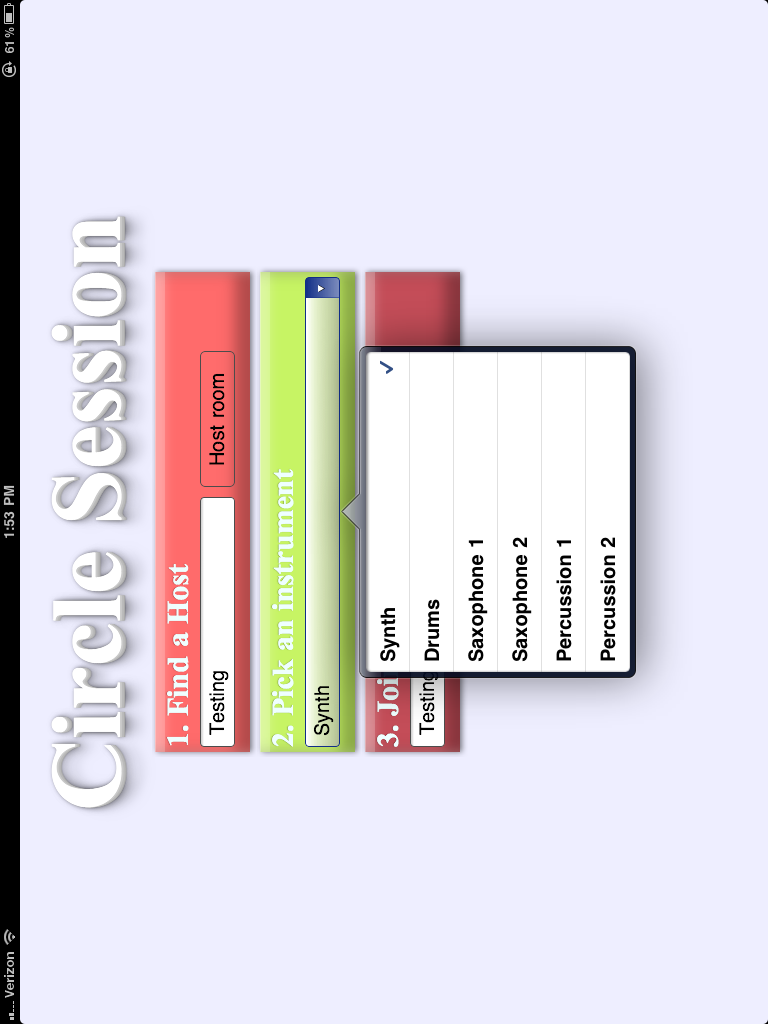 Verizon 1:53 PM 61%
Circle Session
1. Find a Host
Testing Host room
2. Pick an instrument
Synth
3. Joi
Testing
Synth
Drums
Saxophone 1
Saxophone 2
Percussion 1
Percussion 2